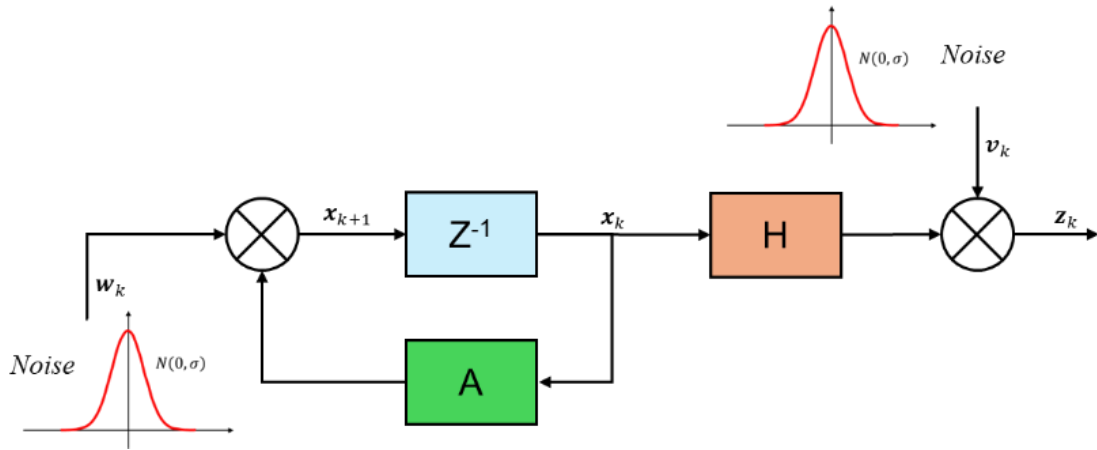 N(0, σ)
Noise
v_k
x_{k+1}
Z^{-1}
x_k
H
z_k
w_k
Noise
N(0, σ)
A